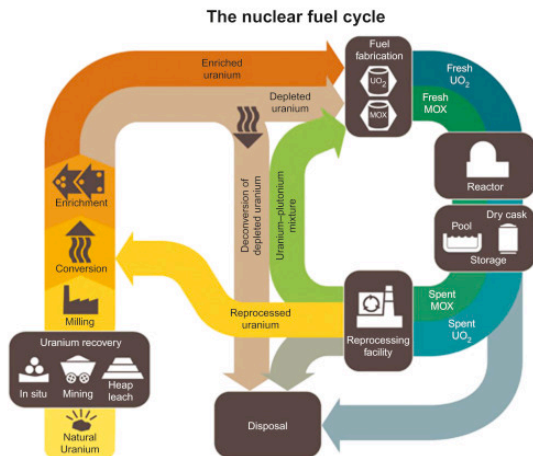 The nuclear fuel cycle
Enriched
uranium
Depleted
uranium
Fuel
fabrication
UO2
MOX
Fresh
UO2
Fresh
MOX
Reactor
Pool
Dry cask
Storage
Enrichment
Deconversion of
depleted uranium
Uranium–plutonium
mixture
Conversion
Milling
Reprocessed
uranium
Spent
MOX
Spent
UO2
Reprocessing
facility
Uranium recovery
In situ
Mining
Heap
leach
Disposal
Natural
Uranium